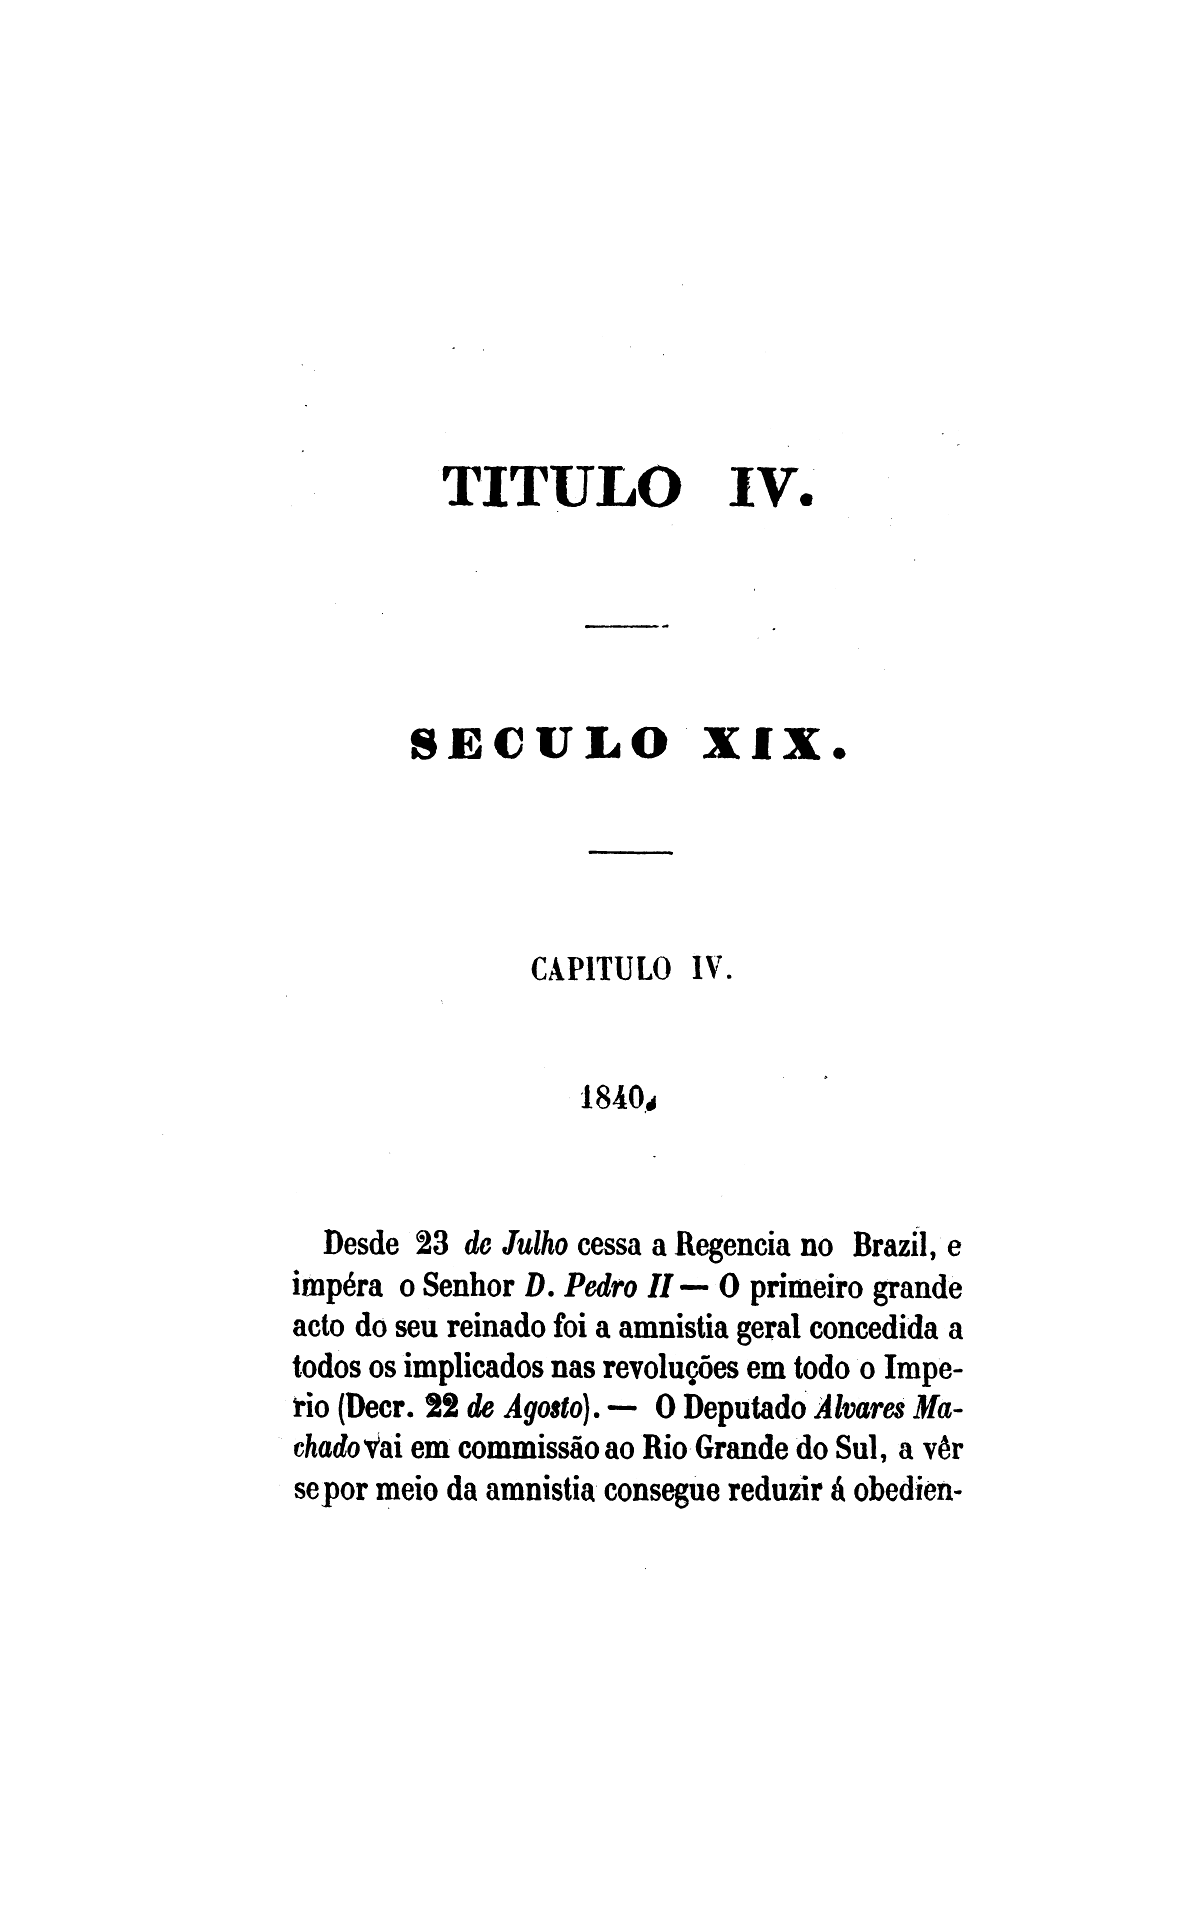 TITULO IV.
SECULO XIX.
CAPITULO IV.
1840.
Desde 23 de Julho cessa a Regencia no Brazil, e
impéra o Senhor D. Pedro II — O primeiro grande
acto do seu reinado foi a amnistia geral concedida a
todos os implicados nas revoluções em todo o Impe-
rio (Decr. 22 de Agosto). — O Deputado Alvares Ma-
chado vai em commissão ao Rio Grande do Sul, a vêr
se por meio da amnistia consegue reduzir á obedien-